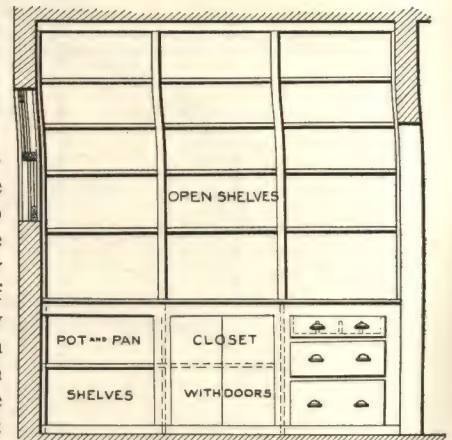 OPEN SHELVES
POT AND PAN
CLOSET
SHELVES
WITH DOORS